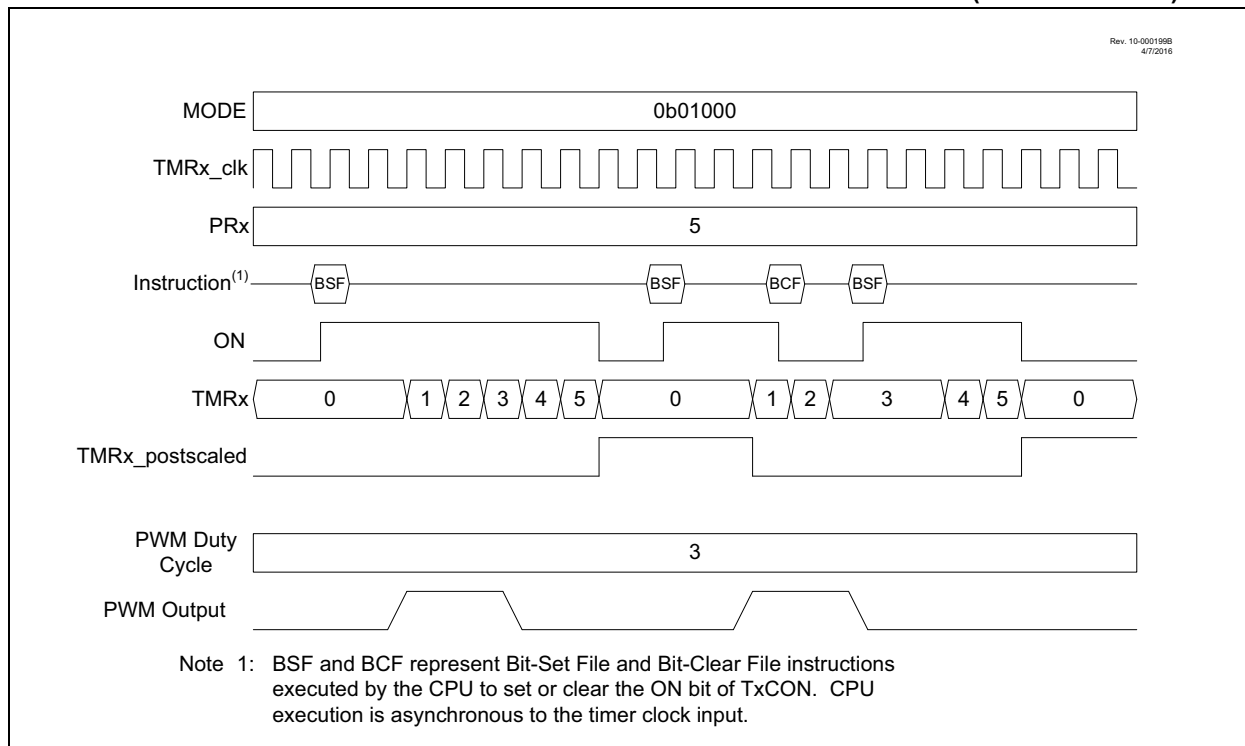 Rev. 10-000199B
4/7/2016
MODE 0b01000
TMRx_clk
PRx 5
Instruction(1) BSF BSF BCF BSF
ON
TMRx 0 1 2 3 4 5 0 1 2 3 4 5 0
TMRx_postscaled
PWM Duty
Cycle 3
PWM Output
Note 1: BSF and BCF represent Bit-Set File and Bit-Clear File instructions
executed by the CPU to set or clear the ON bit of TxCON. CPU
execution is asynchronous to the timer clock input.